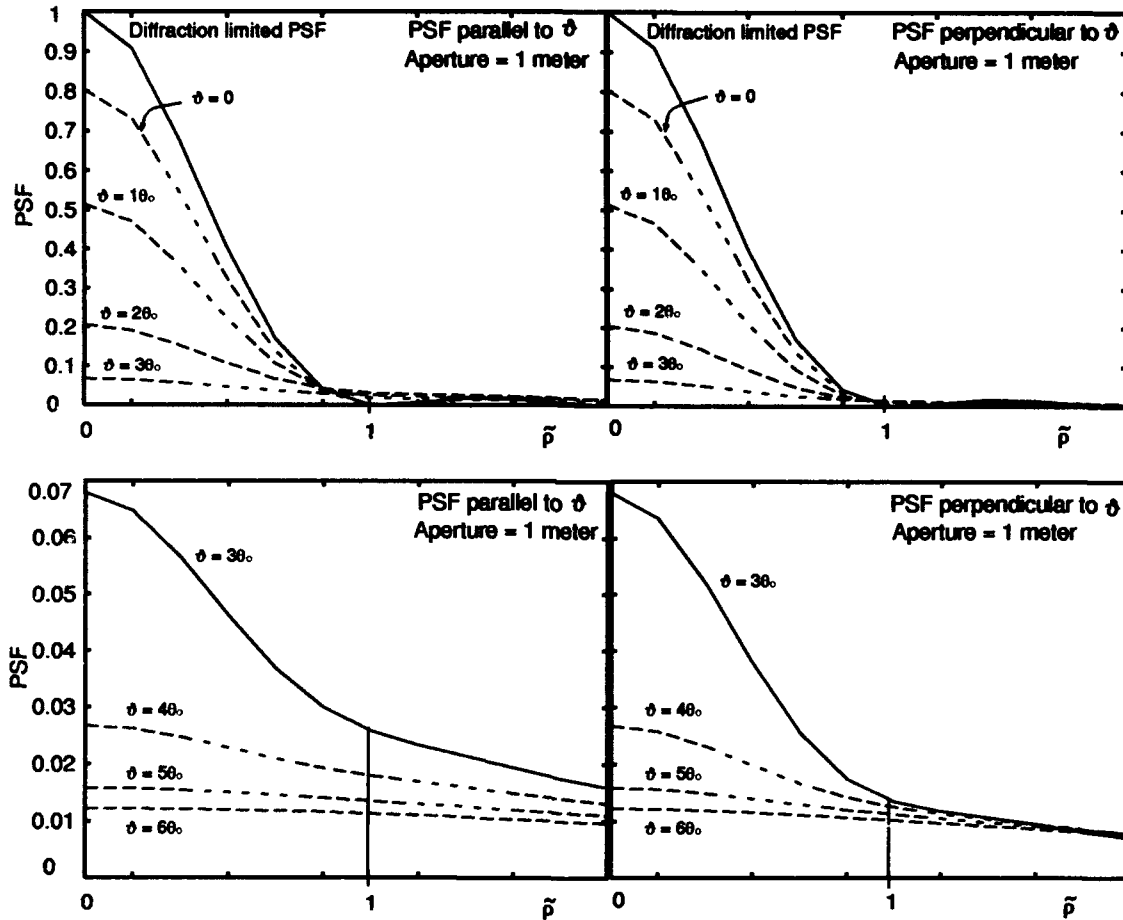 Diffraction limited PSF
PSF parallel to ϑ
Aperture = 1 meter
ϑ = 0
ϑ = 1θ₀
ϑ = 2θ₀
ϑ = 3θ₀
PSF
1
0.9
0.8
0.7
0.6
0.5
0.4
0.3
0.2
0.1
0
0
1
ρ̃
Diffraction limited PSF
PSF perpendicular to ϑ
Aperture = 1 meter
ϑ = 0
ϑ = 1θ₀
ϑ = 2θ₀
ϑ = 3θ₀
0
1
ρ̃
PSF parallel to ϑ
Aperture = 1 meter
ϑ = 3θ₀
ϑ = 4θ₀
ϑ = 5θ₀
ϑ = 6θ₀
PSF
0.07
0.06
0.05
0.04
0.03
0.02
0.01
0
0
1
ρ̃
PSF perpendicular to ϑ
Aperture = 1 meter
ϑ = 3θ₀
ϑ = 4θ₀
ϑ = 5θ₀
ϑ = 6θ₀
0
1
ρ̃